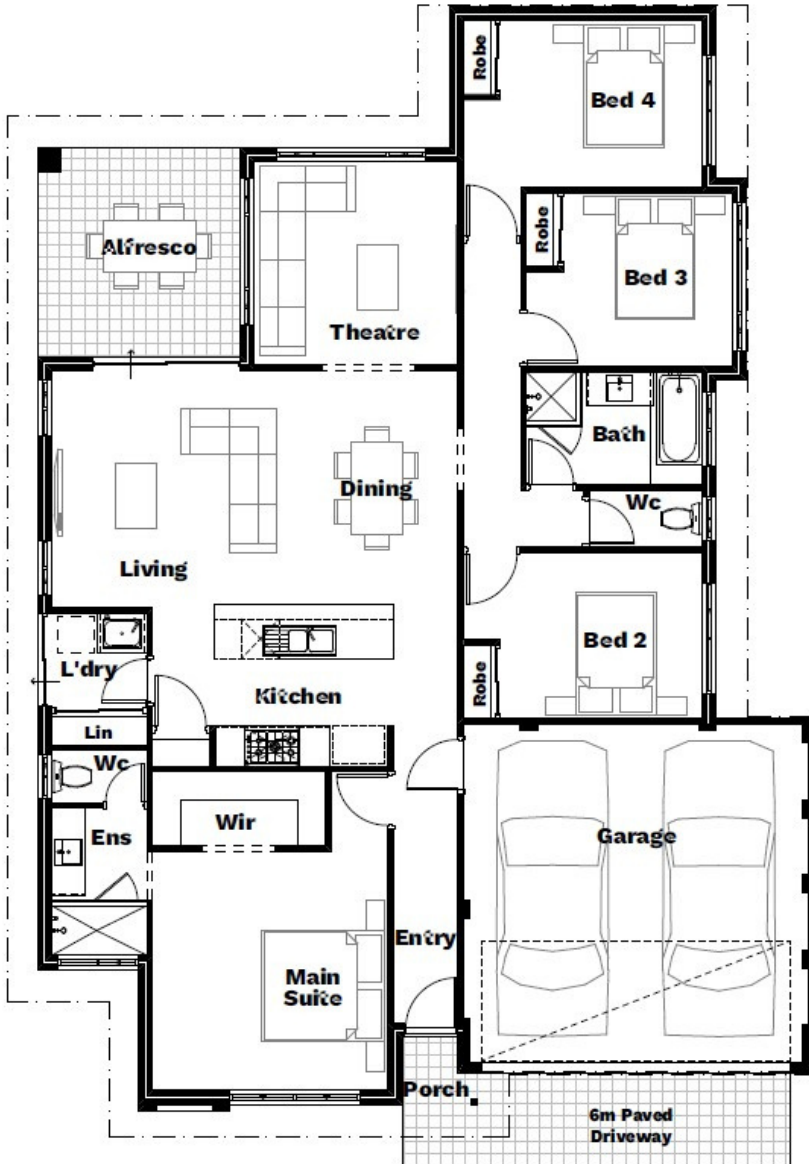 Robe
Bed 4
Robe
Bed 3
Alfresco
Theatre
Bath
Dining
Wc
Living
Bed 2
L'dry
Robe
Kitchen
Lin
Wc
Wir
Ens
Garage
Entry
Main
Suite
Porch
6m Paved
Driveway